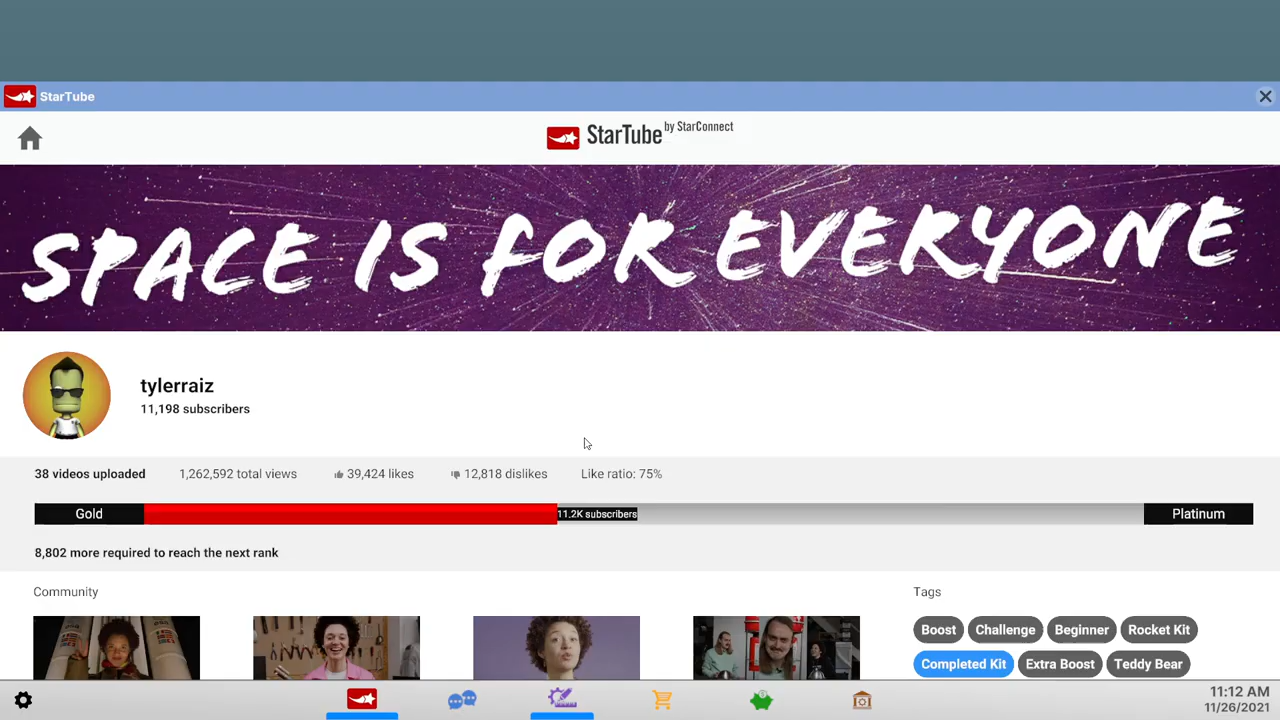 StarTube
StarTube by StarConnect
SPACE IS FOR EVERYONE
tylerraiz
11,198 subscribers
38 videos uploaded 1,262,592 total views 39,424 likes 12,818 dislikes Like ratio: 75%
Gold 11.2K subscribers Platinum
8,802 more required to reach the next rank
Community Tags
Boost Challenge Beginner Rocket Kit
Completed Kit Extra Boost Teddy Bear
11:12 AM
11/26/2021